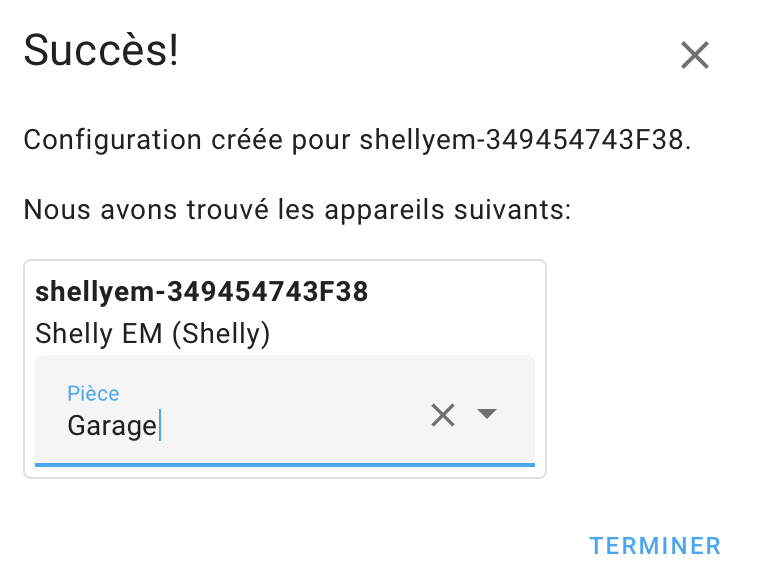 Succès!
Configuration créée pour shellyem-349454743F38.
Nous avons trouvé les appareils suivants:
shellyem-349454743F38
Shelly EM (Shelly)
Pièce
Garage
TERMINER